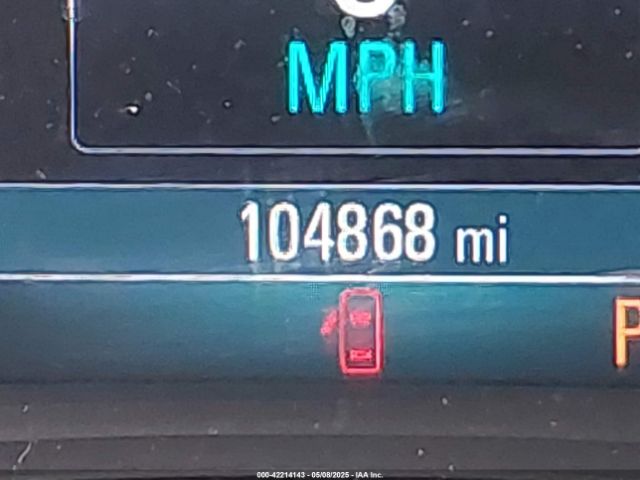 MPH
104868 mi
P
000-42214143 - 05/08/2025 - IAA Inc.